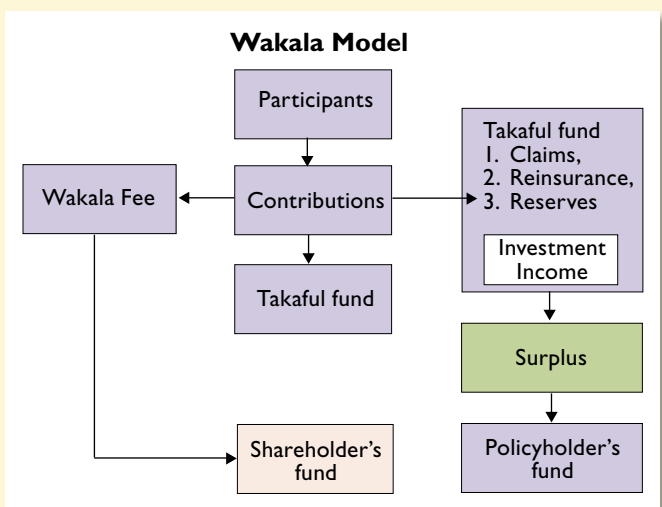 Wakala Model
Participants
Takaful fund
1. Claims,
2. Reinsurance,
3. Reserves
Investment
Income
Wakala Fee
Contributions
Takaful fund
Surplus
Shareholder's
fund
Policyholder's
fund